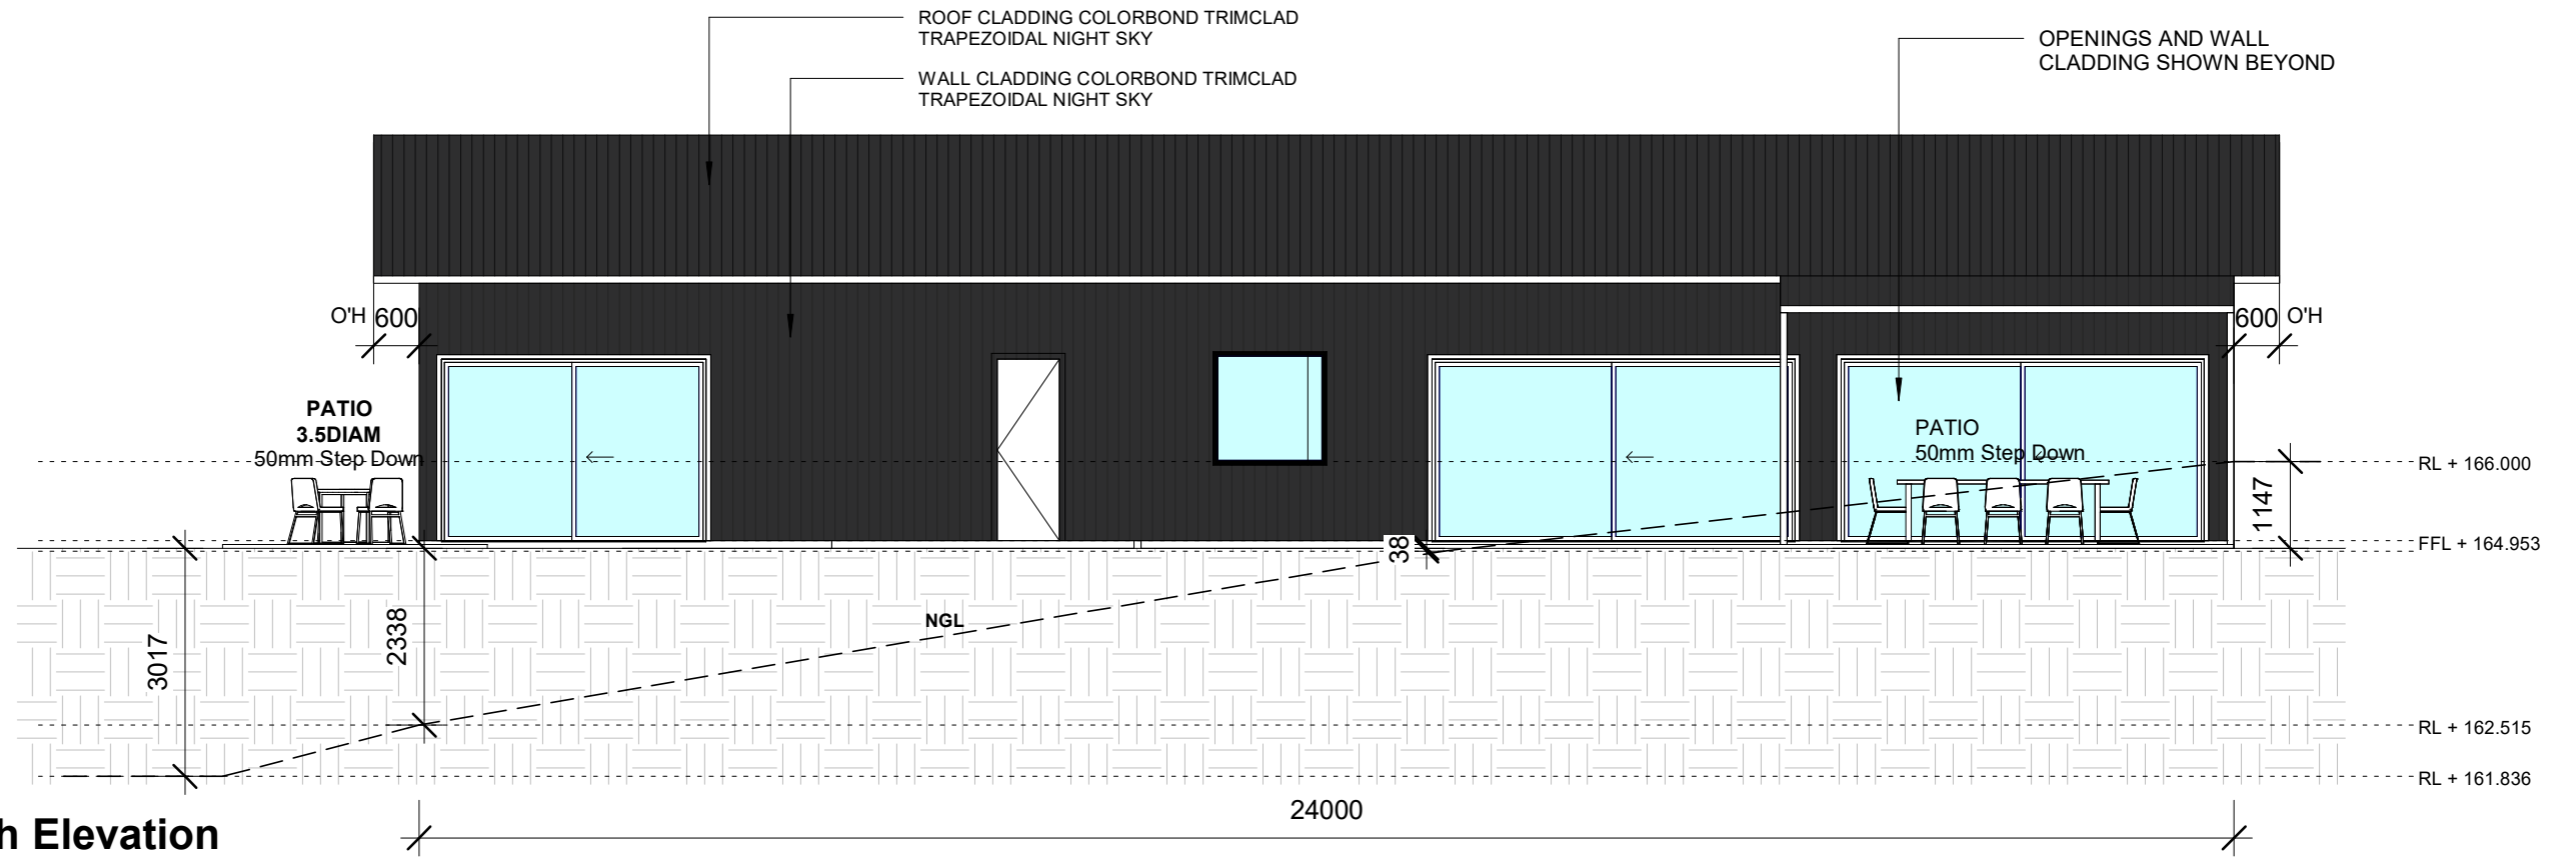 ROOF CLADDING COLORBOND TRIMCLAD
TRAPEZOIDAL NIGHT SKY
WALL CLADDING COLORBOND TRIMCLAD
TRAPEZOIDAL NIGHT SKY
OPENINGS AND WALL
CLADDING SHOWN BEYOND
O'H 600
600 O'H
PATIO
3.5DIAM
50mm Step Down
PATIO
50mm Step Down
RL + 166.000
1147
38
FFL + 164.953
NGL
2338
3017
RL + 162.515
RL + 161.836
24000
h Elevation